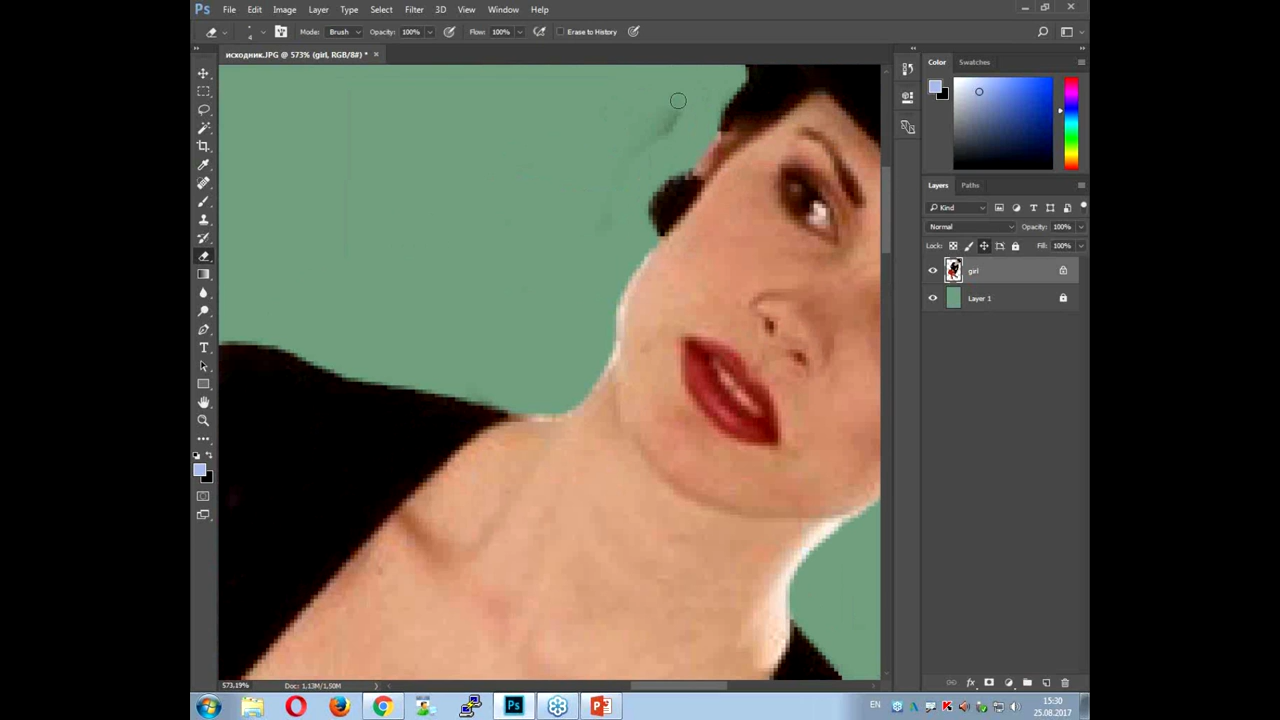 Ps File Edit Image Layer Type Select Filter 3D View Window Help
4 Mode: Brush Opacity: 100% Flow: 100% Erase to History
исходник.JPG @ 573% (girl, RGB/8#) * ×
Color Swatches
Layers Paths
Kind
Normal Opacity: 100%
Lock: Fill: 100%
girl
Layer 1
573.19% Doc: 1.13M/1.50M
EN 15:30
25.08.2017